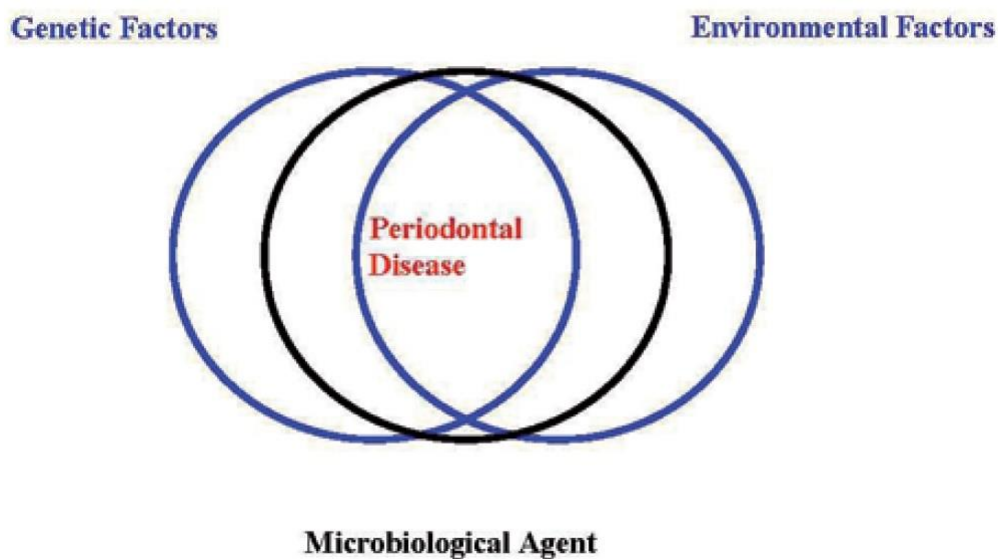 Genetic Factors
Environmental Factors
Periodontal
Disease
Microbiological Agent